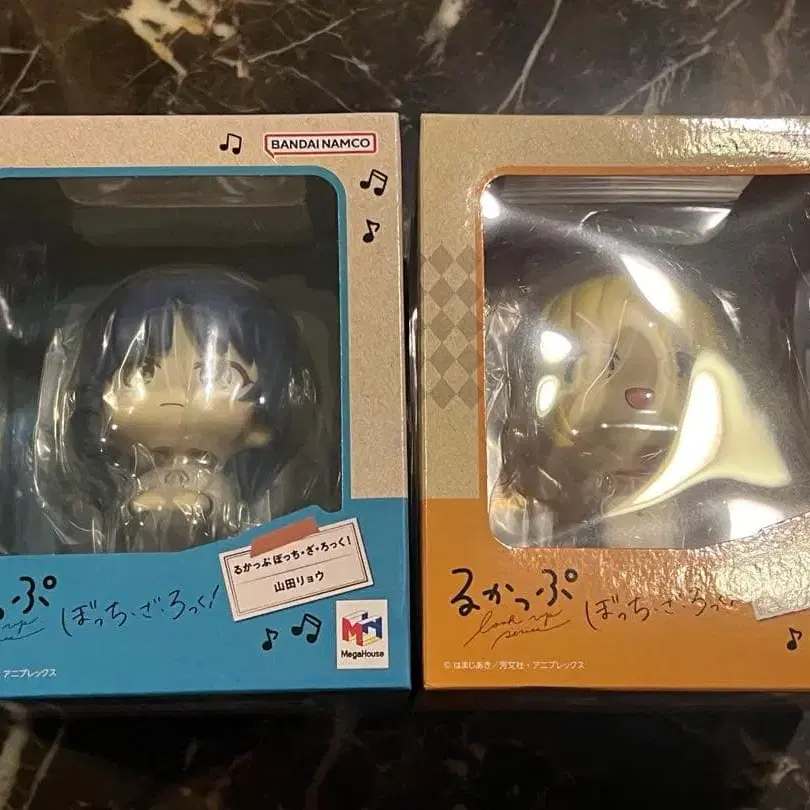 BANDAI NAMCO
るかっぷ ぼっち・ざ・ろっく!
山田リョウ
っぷ
ぼっち・ざ・ろっく!
MegaHouse
アニプレックス
るかっぷ
look up
series
ぼっち・ざ・ろっく
© はまじあき/芳文社・アニプレックス